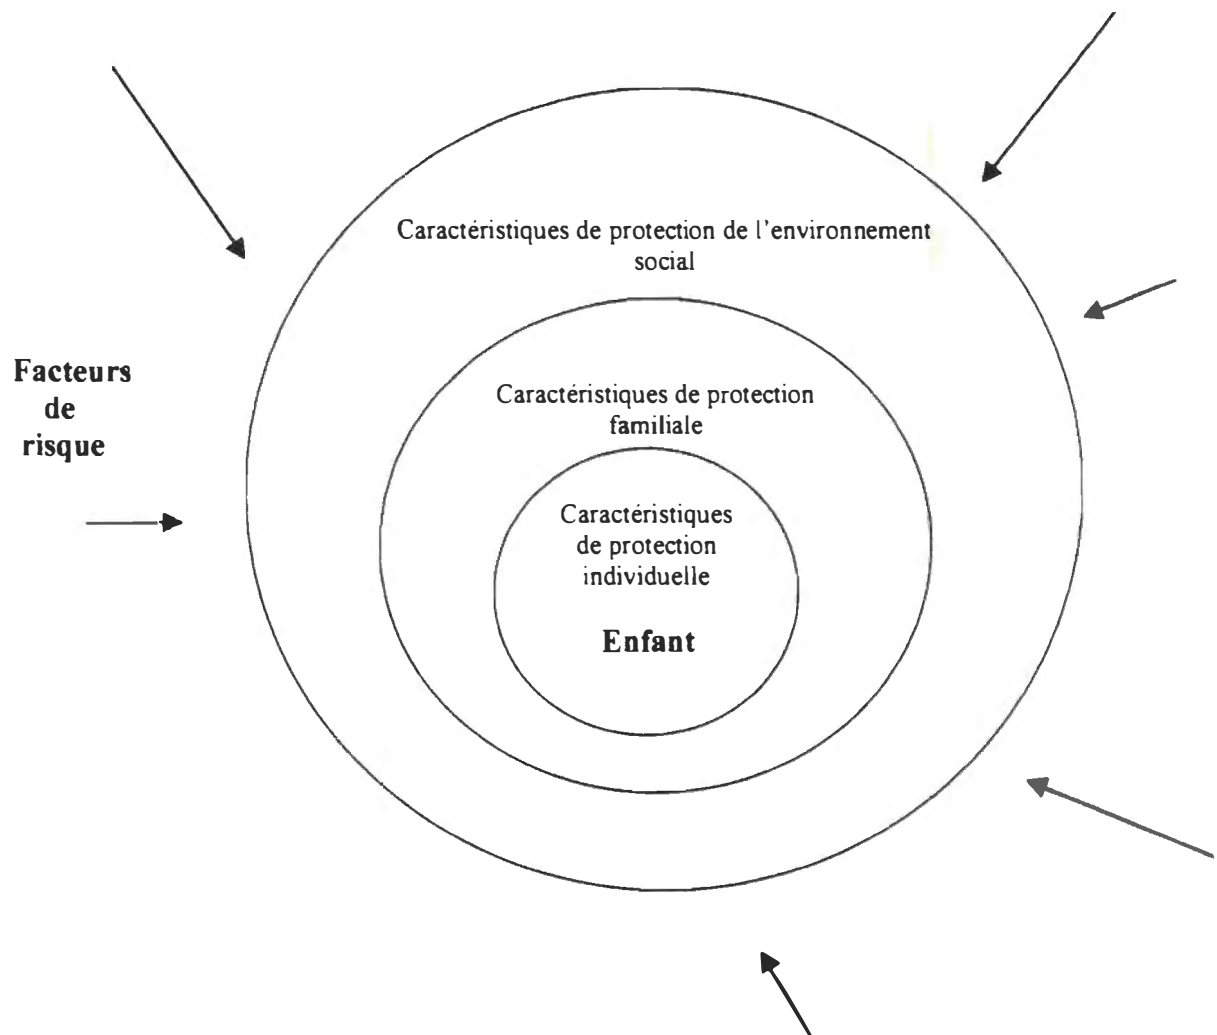 Caractéristiques de protection de l'environnement
social
Facteurs
de
risque
Caractéristiques de protection
familiale
Caractéristiques
de protection
individuelle
Enfant